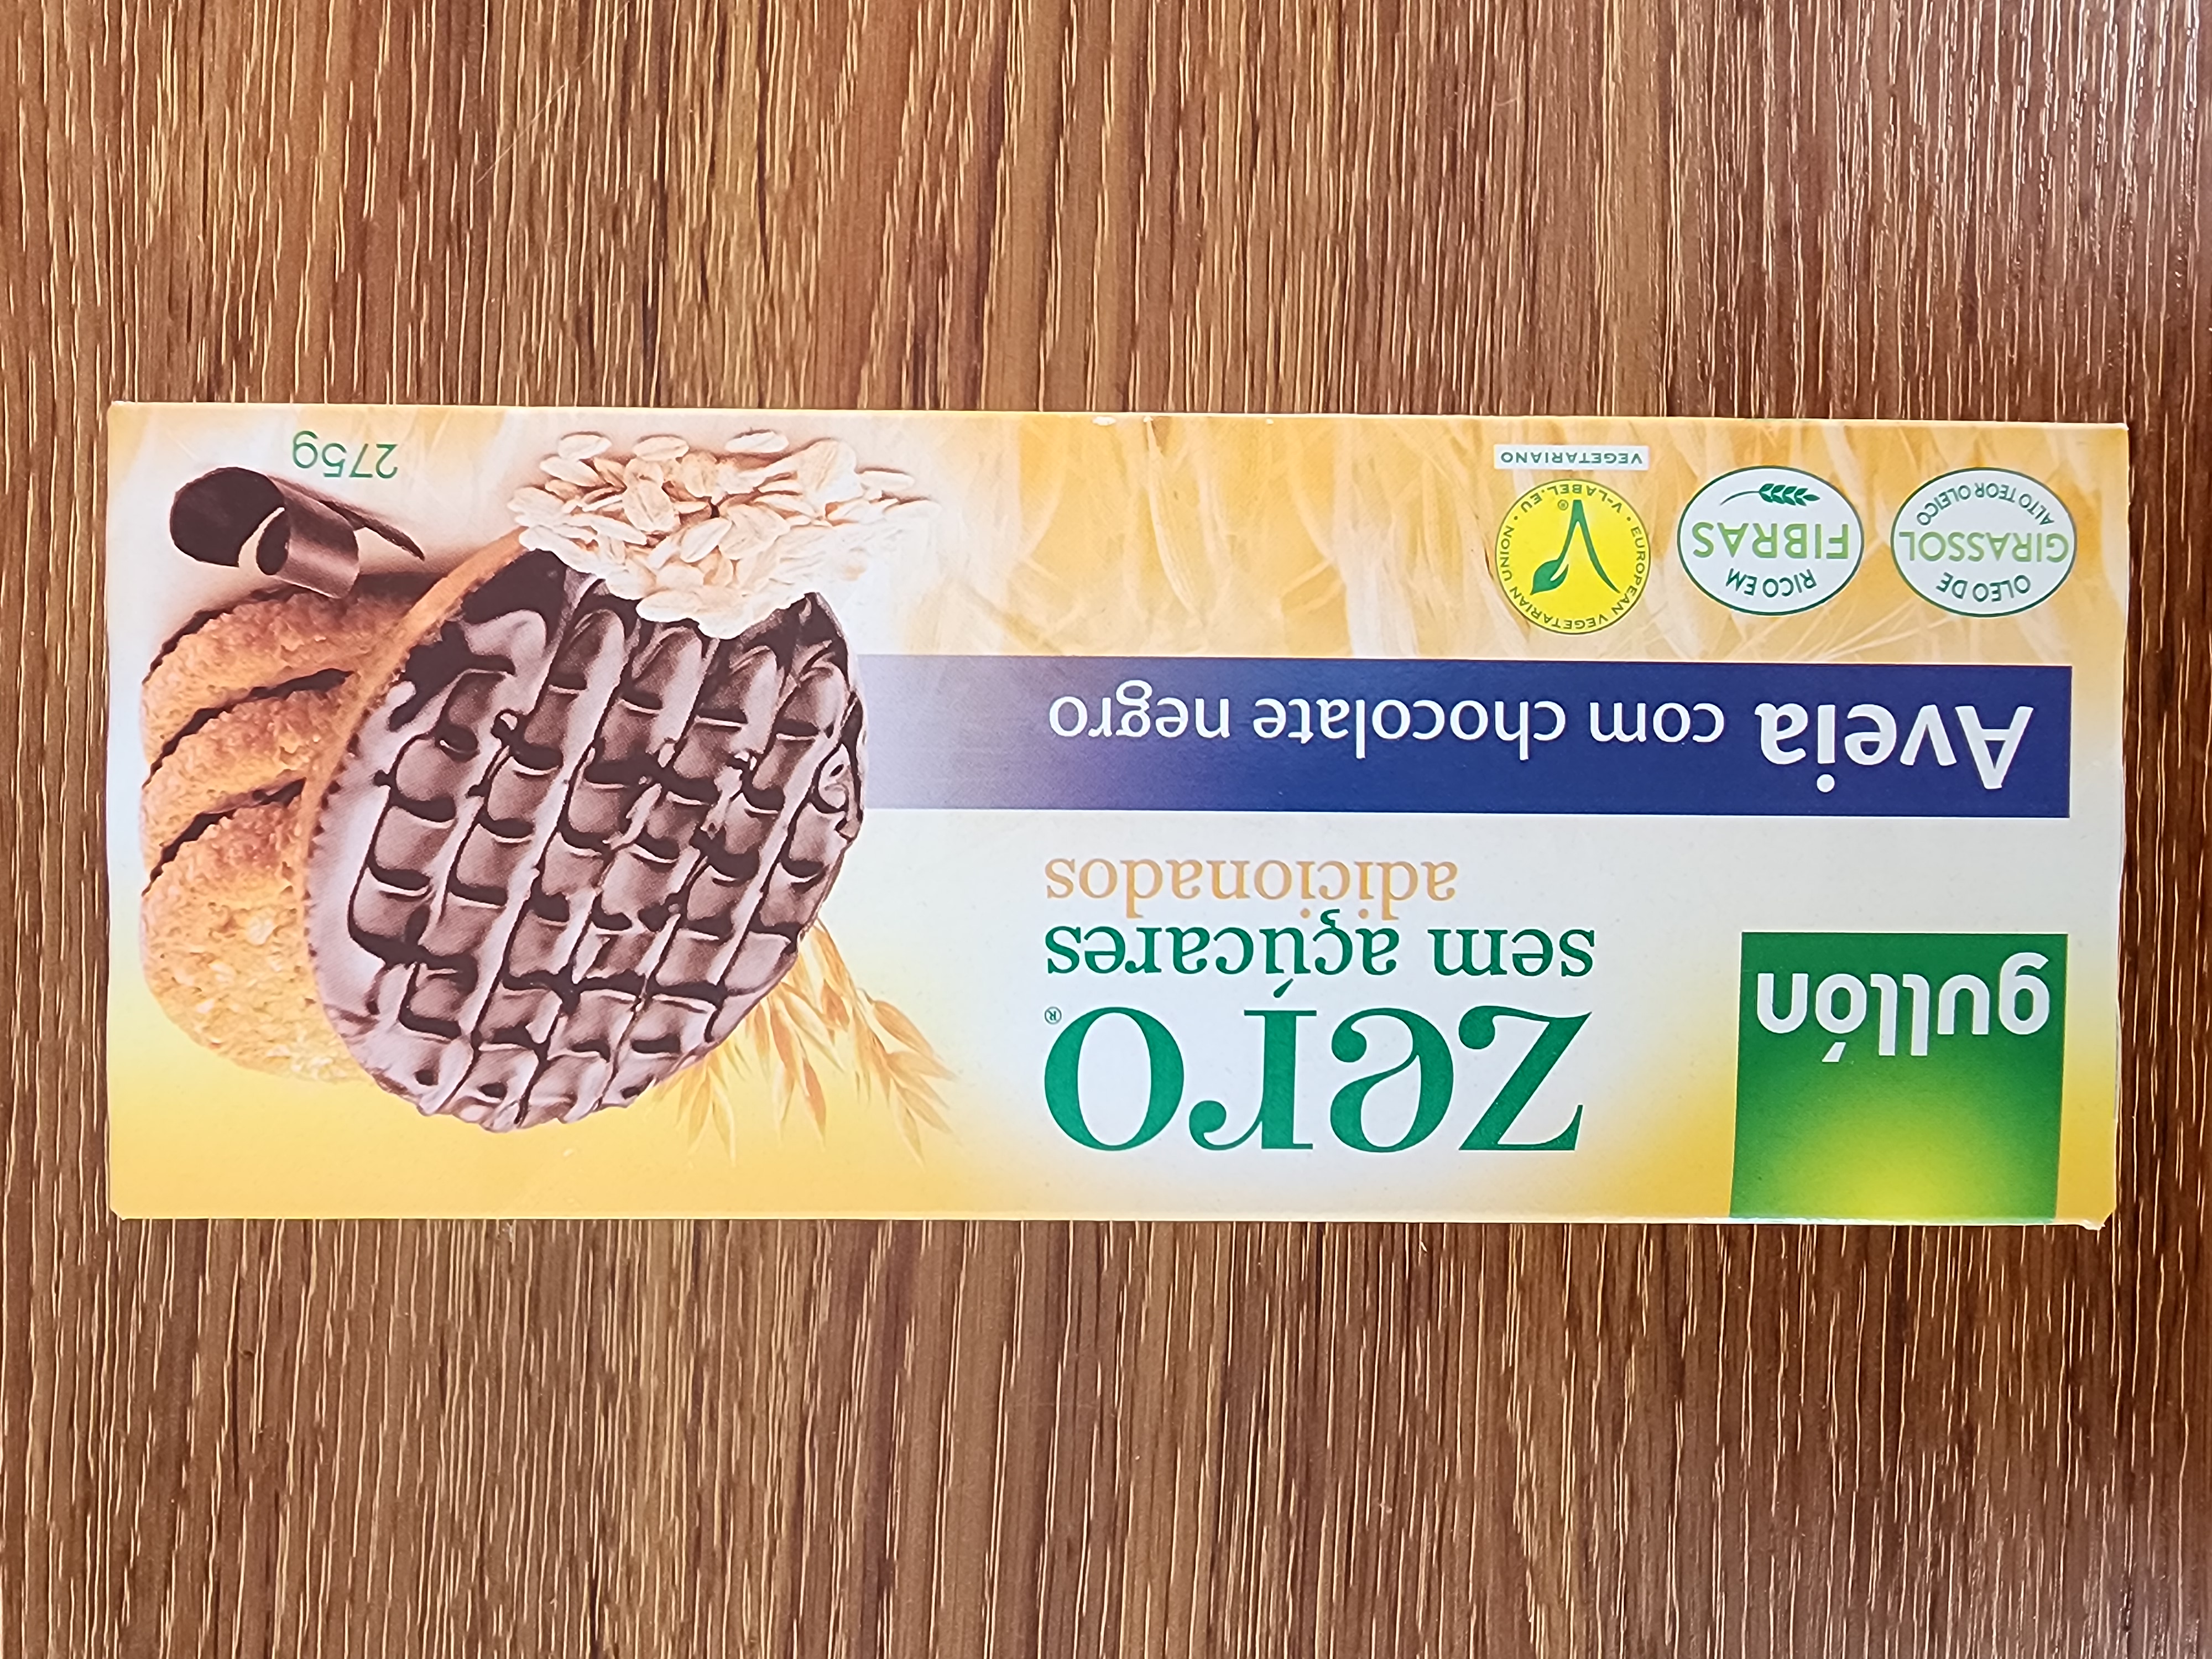 gullón
zero®
sem açúcares
adicionados
Aveia com chocolate negro
ÓLEO DE
GIRASSOL
ALTO TEOR OLEICO
RICO EM
FIBRAS
EUROPEAN VEGETARIAN UNION • V-LABEL.EU •
®
VEGETARIANO
275g